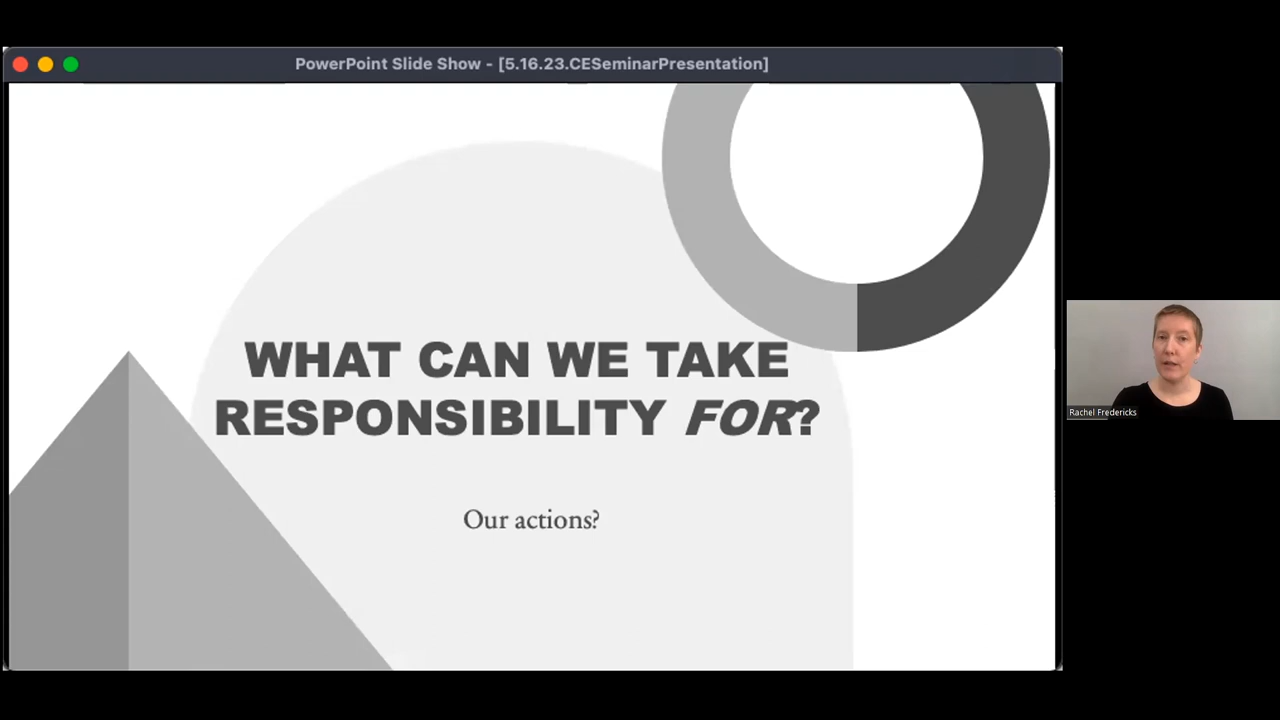 PowerPoint Slide Show - [5.16.23.CESeminarPresentation]
WHAT CAN WE TAKE
RESPONSIBILITY FOR?
Our actions?
Rachel Fredericks